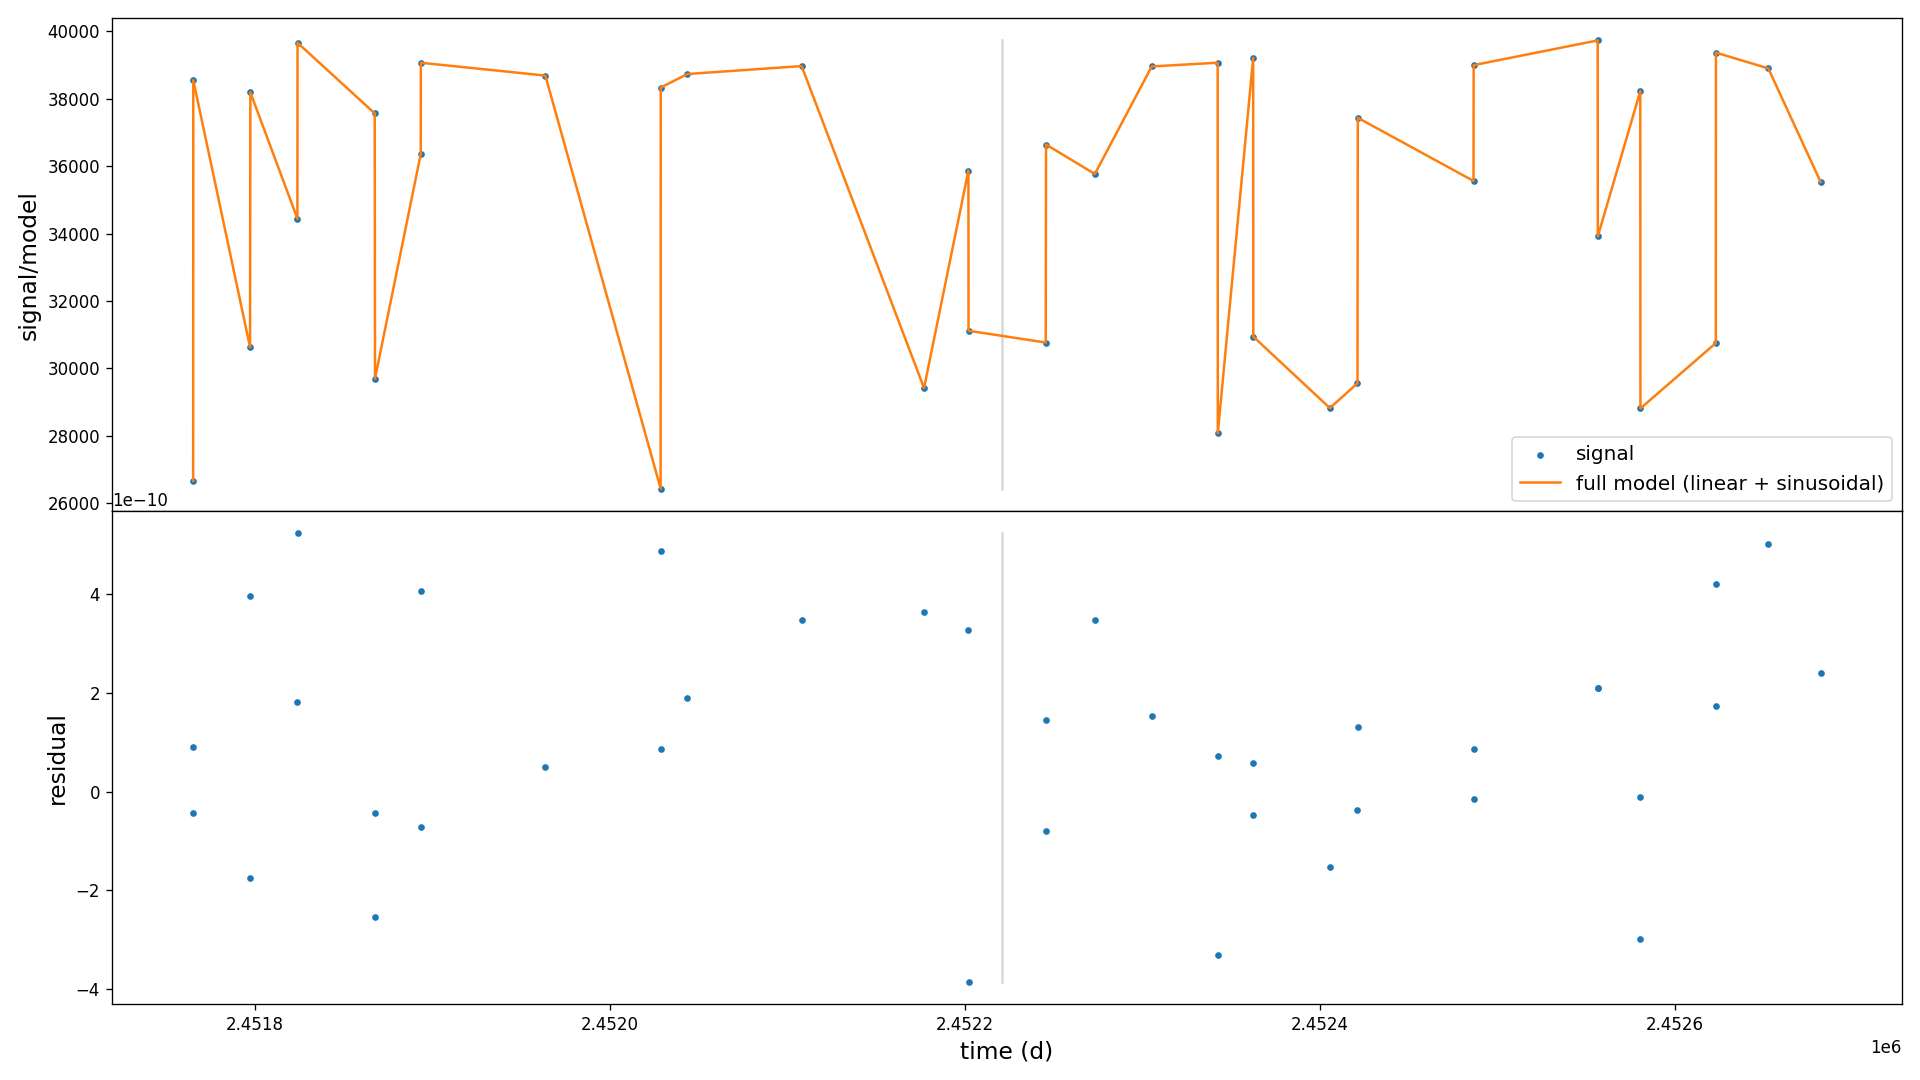 40000
38000
36000
34000
32000
30000
28000
26000
signal/model
signal
full model (linear + sinusoidal)
1e−10
4
2
0
−2
−4
residual
2.4518
2.4520
2.4522
2.4524
2.4526
time (d)
1e6